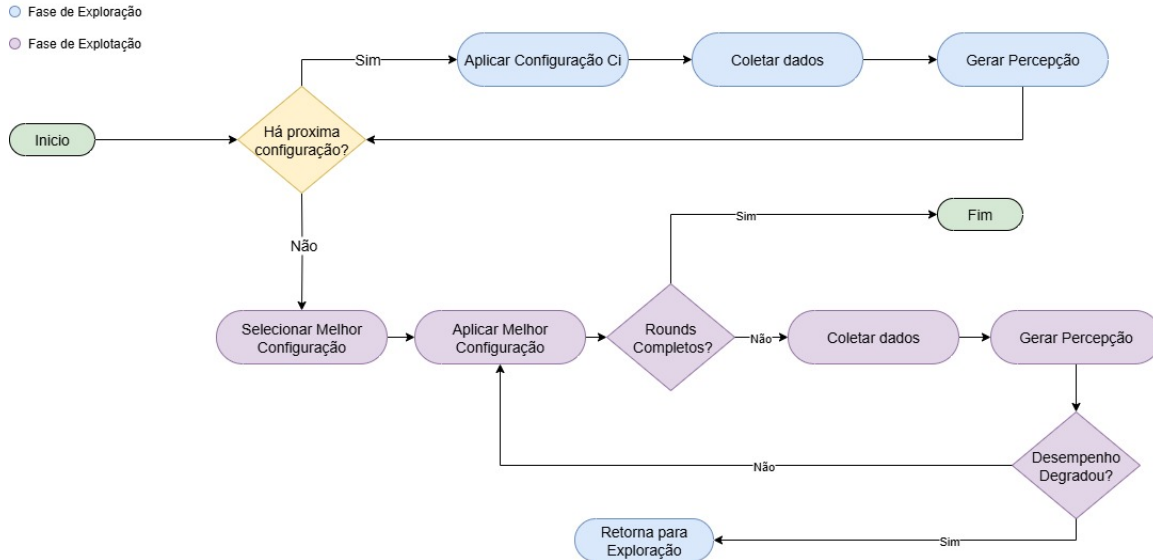 Fase de Exploração
Fase de Explotação
Sim
Aplicar Configuração Ci
Coletar dados
Gerar Percepção
Inicio
Há proxima
configuração?
Não
Sim
Fim
Selecionar Melhor
Configuração
Aplicar Melhor
Configuração
Rounds
Completos?
Não
Coletar dados
Gerar Percepção
Desempenho
Degradou?
Não
Retorna para
Exploração
Sim